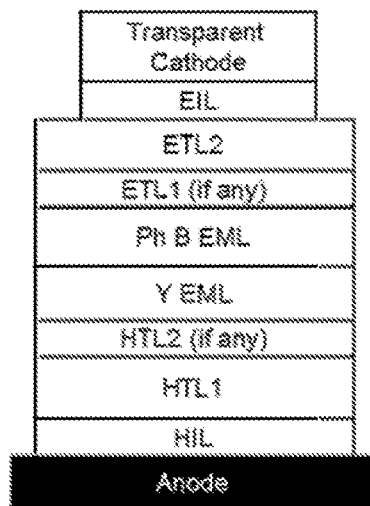 Transparent
Cathode
EIL
ETL2
ETL1 (if any)
Ph B EML
Y EML
HTL2 (if any)
HTL1
HIL
Anode